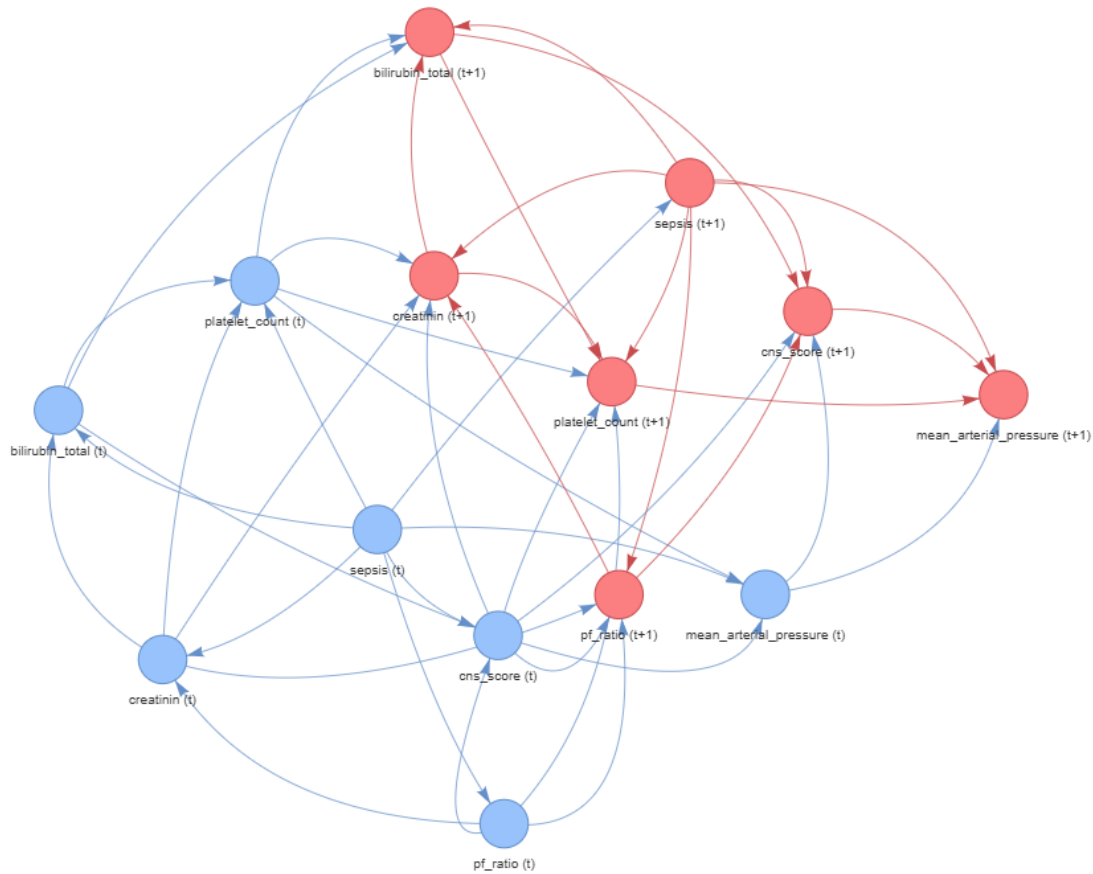 bilirubin_total (t+1)
sepsis (t+1)
creatinin (t+1)
platelet_count (t)
cns_score (t+1)
platelet_count (t+1)
mean_arterial_pressure (t+1)
bilirubin_total (t)
sepsis (t)
pf_ratio (t+1)
mean_arterial_pressure (t)
cns_score (t)
creatinin (t)
pf_ratio (t)